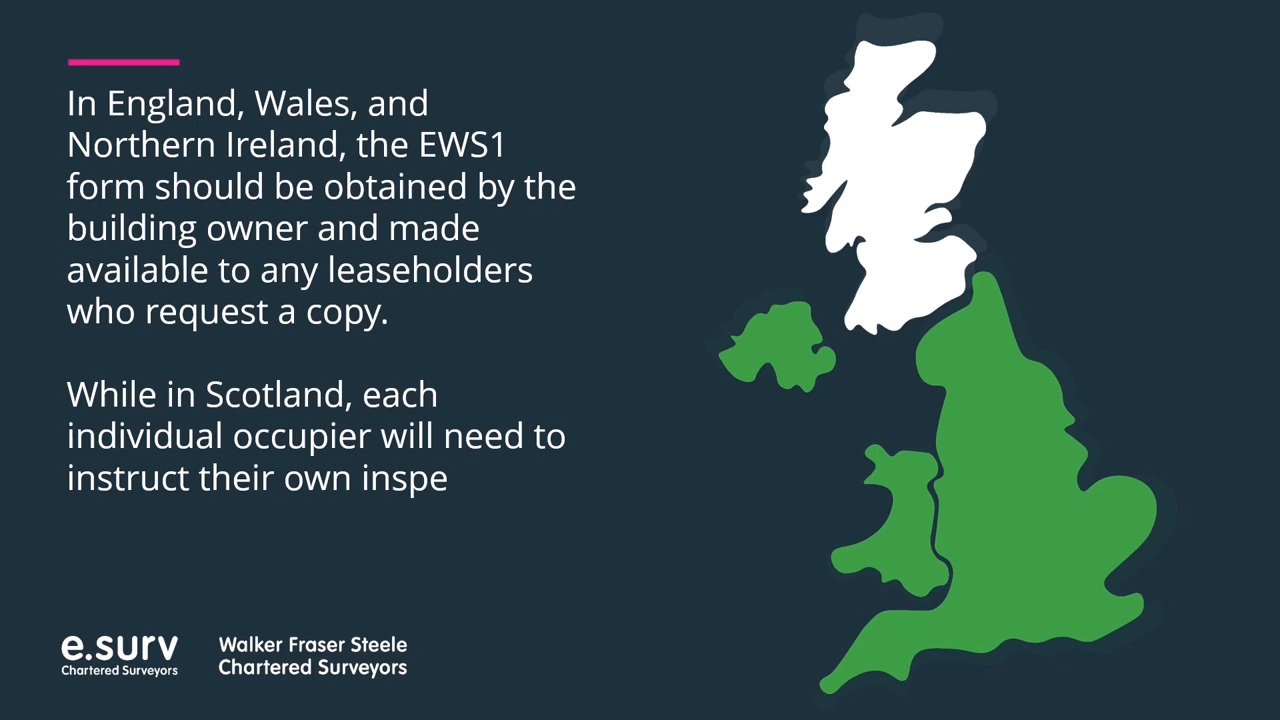 In England, Wales, and
Northern Ireland, the EWS1
form should be obtained by the
building owner and made
available to any leaseholders
who request a copy.
While in Scotland, each
individual occupier will need to
instruct their own inspe
e.surv
Chartered Surveyors
Walker Fraser Steele
Chartered Surveyors